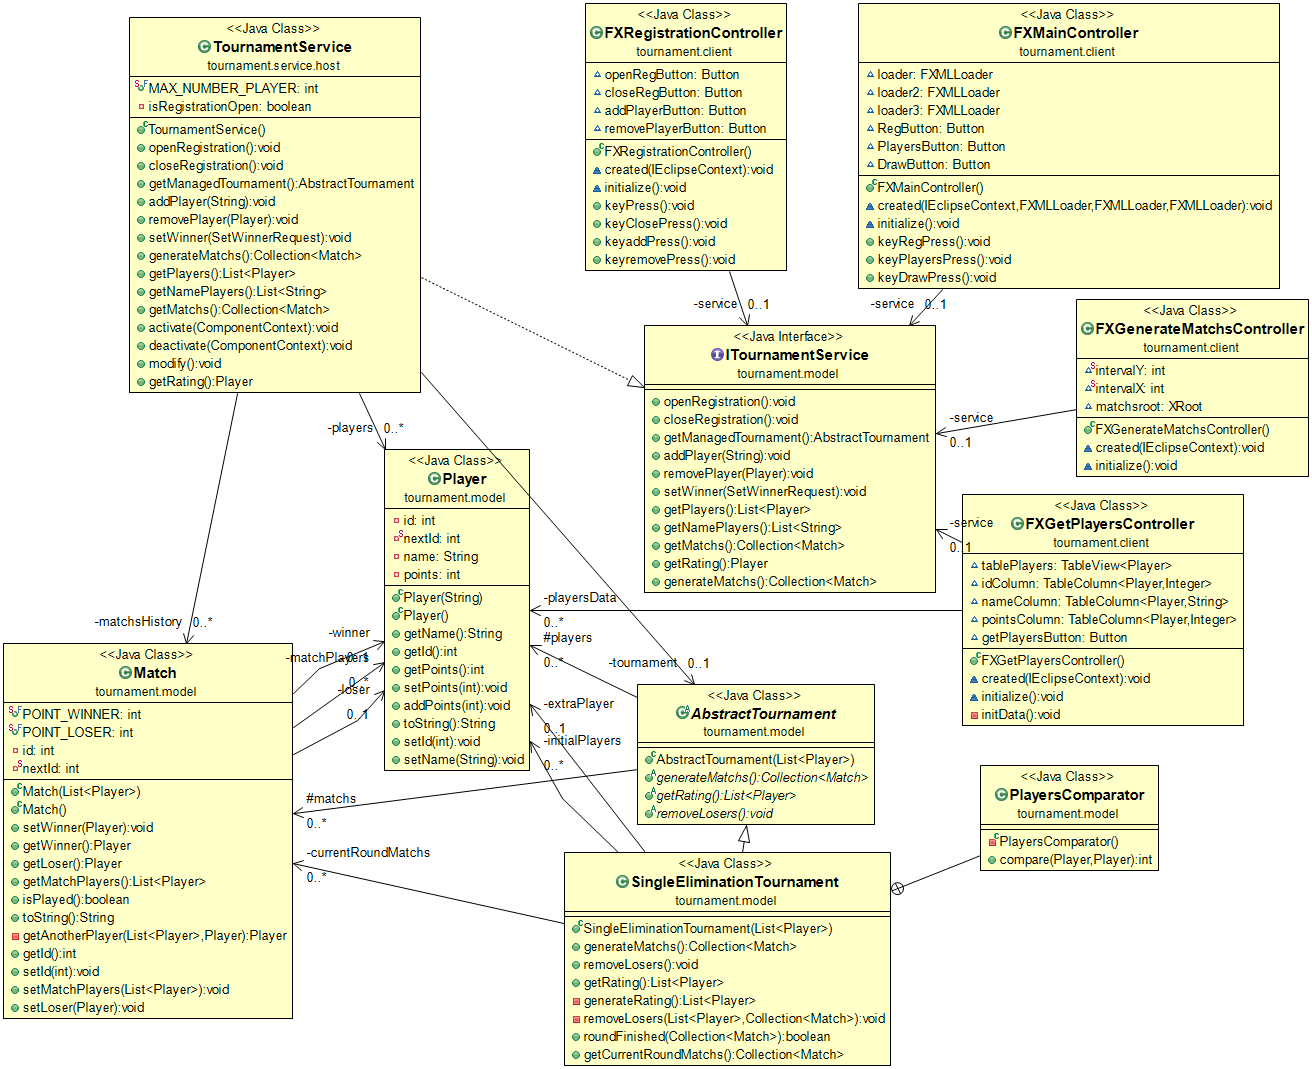 <<Java Class>>
TournamentService
tournament.service.host
MAX_NUMBER_PLAYER: int
isRegistrationOpen: boolean
TournamentService()
openRegistration():void
closeRegistration():void
getManagedTournament():AbstractTournament
addPlayer(String):void
removePlayer(Player):void
setWinner(SetWinnerRequest):void
generateMatchs():Collection<Match>
getPlayers():List<Player>
getNamePlayers():List<String>
getMatchs():Collection<Match>
activate(ComponentContext):void
deactivate(ComponentContext):void
modify():void
getRating():Player
<<Java Class>>
FXRegistrationController
tournament.client
openRegButton: Button
closeRegButton: Button
addPlayerButton: Button
removePlayerButton: Button
FXRegistrationController()
created(IEclipseContext):void
initialize():void
keyPress():void
keyClosePress():void
keyaddPress():void
keyremovePress():void
<<Java Class>>
FXMainController
tournament.client
loader: FXMLLoader
loader2: FXMLLoader
loader3: FXMLLoader
RegButton: Button
PlayersButton: Button
DrawButton: Button
FXMainController()
created(IEclipseContext,FXMLLoader,FXMLLoader,FXMLLoader):void
initialize():void
keyRegPress():void
keyPlayersPress():void
keyDrawPress():void
-service 0..1
-service 0..1
<<Java Interface>>
ITournamentService
tournament.model
openRegistration():void
closeRegistration():void
getManagedTournament():AbstractTournament
addPlayer(String):void
removePlayer(Player):void
setWinner(SetWinnerRequest):void
getPlayers():List<Player>
getNamePlayers():List<String>
getMatchs():Collection<Match>
getRating():Player
generateMatchs():Collection<Match>
<<Java Class>>
FXGenerateMatchsController
tournament.client
intervalY: int
intervalX: int
matchsroot: XRoot
FXGenerateMatchsController()
created(IEclipseContext):void
initialize():void
-service
0..1
<<Java Class>>
FXGetPlayersController
tournament.client
tablePlayers: TableView<Player>
idColumn: TableColumn<Player,Integer>
nameColumn: TableColumn<Player,String>
pointsColumn: TableColumn<Player,Integer>
getPlayersButton: Button
FXGetPlayersController()
created(IEclipseContext):void
initialize():void
initData():void
-service
0..1
-players 0..*
<<Java Class>>
Player
tournament.model
id: int
nextId: int
name: String
points: int
Player(String)
Player()
getName():String
getId():int
getPoints():int
setPoints(int):void
addPoints(int):void
toString():String
setId(int):void
setName(String):void
-playersData
0..*
#players
0..*
-tournament 0..1
-extraPlayer
0..1
-initialPlayers
0..*
-matchsHistory 0..*
-winner
0..1
-matchPlayers
0..*
-loser
0..1
<<Java Class>>
Match
tournament.model
POINT_WINNER: int
POINT_LOSER: int
id: int
nextId: int
Match(List<Player>)
Match()
setWinner(Player):void
getWinner():Player
getLoser():Player
getMatchPlayers():List<Player>
isPlayed():boolean
toString():String
getAnotherPlayer(List<Player>,Player):Player
getId():int
setId(int):void
setMatchPlayers(List<Player>):void
setLoser(Player):void
#matchs
0..*
-currentRoundMatchs
0..*
<<Java Class>>
AbstractTournament
tournament.model
AbstractTournament(List<Player>)
generateMatchs():Collection<Match>
getRating():List<Player>
removeLosers():void
<<Java Class>>
PlayersComparator
tournament.model
PlayersComparator()
compare(Player,Player):int
<<Java Class>>
SingleEliminationTournament
tournament.model
SingleEliminationTournament(List<Player>)
generateMatchs():Collection<Match>
removeLosers():void
getRating():List<Player>
generateRating():List<Player>
removeLosers(List<Player>,Collection<Match>):void
roundFinished(Collection<Match>):boolean
getCurrentRoundMatchs():Collection<Match>